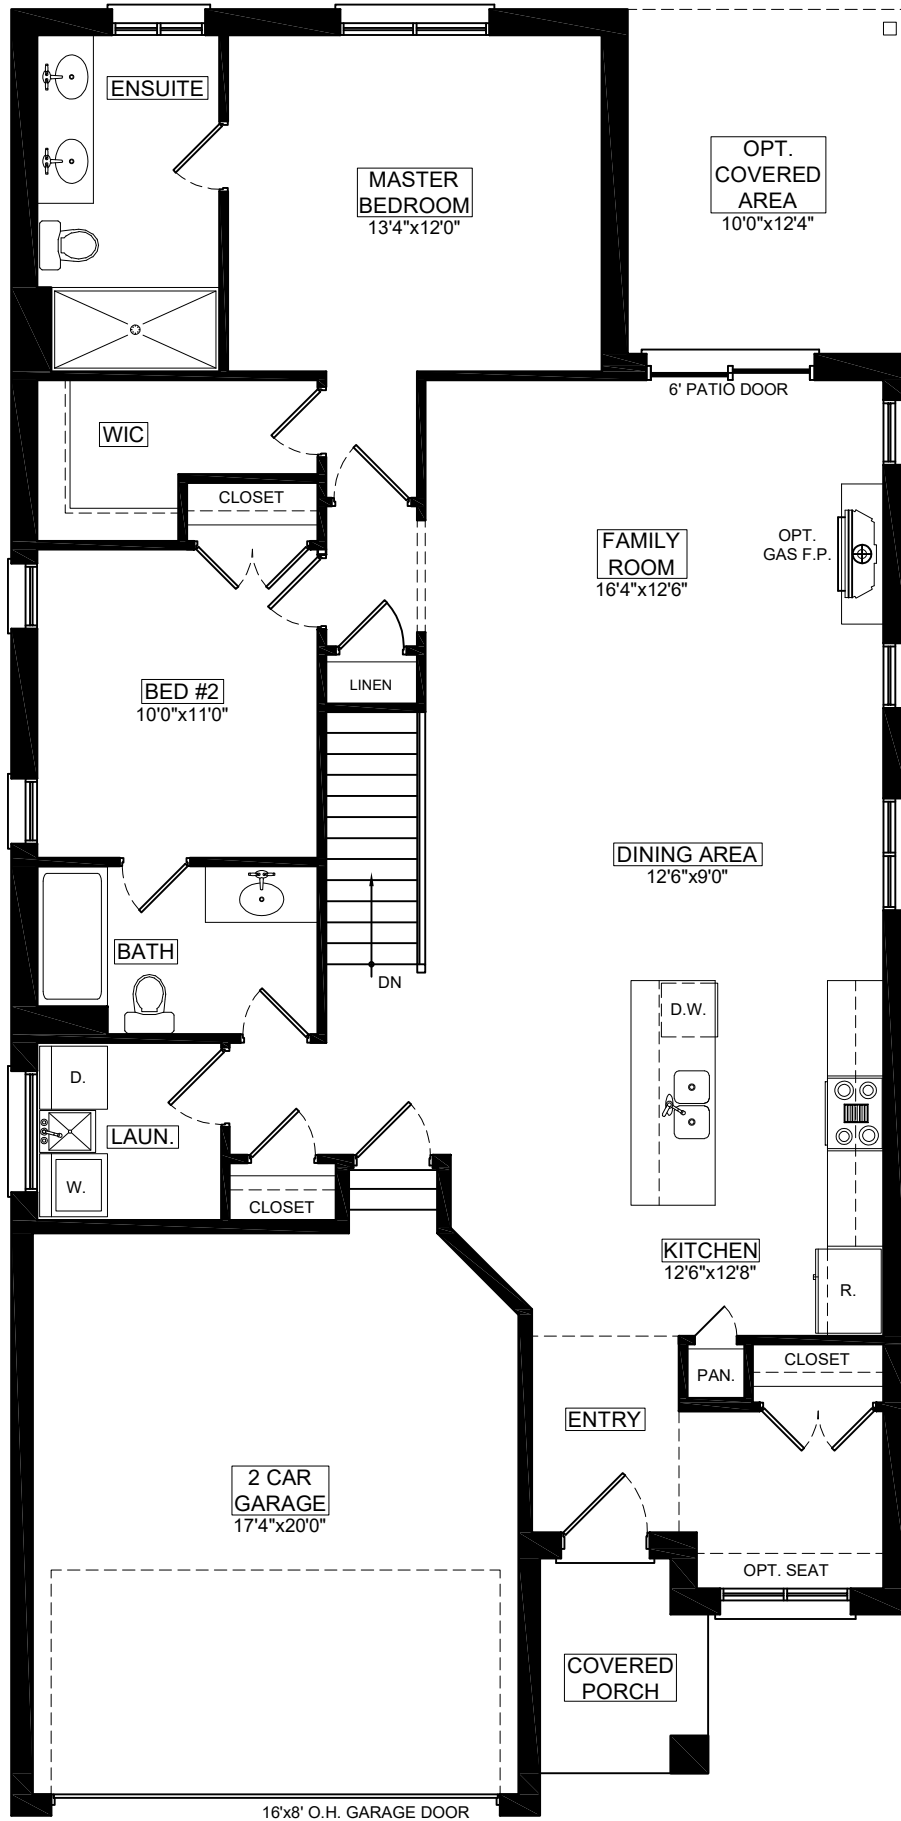 ENSUITE
MASTER
BEDROOM
13'4"x12'0"
OPT.
COVERED
AREA
10'0"x12'4"
6' PATIO DOOR
WIC
CLOSET
FAMILY
ROOM
16'4"x12'6"
OPT.
GAS F.P.
BED #2
10'0"x11'0"
LINEN
DINING AREA
12'6"x9'0"
BATH
DN
D.W.
D.
LAUN.
W.
CLOSET
KITCHEN
12'6"x12'8"
R.
PAN.
CLOSET
ENTRY
2 CAR
GARAGE
17'4"x20'0"
OPT. SEAT
COVERED
PORCH
16'x8' O.H. GARAGE DOOR